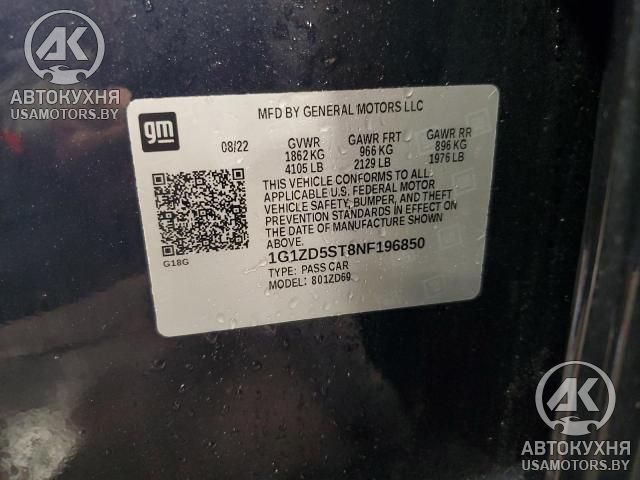 АВТОКУХНЯ
USAMOTORS.BY
gm
MFD BY GENERAL MOTORS LLC
08/22
GVWR GAWR FRT GAWR RR
1862 KG 966 KG 896 KG
4105 LB 2129 LB 1976 LB
THIS VEHICLE CONFORMS TO ALL
APPLICABLE U.S. FEDERAL MOTOR
VEHICLE SAFETY, BUMPER, AND THEFT
PREVENTION STANDARDS IN EFFECT ON
THE DATE OF MANUFACTURE SHOWN
ABOVE.
G18G
1G1ZD5ST8NF196850
TYPE: PASS CAR
MODEL: 801ZD69
АВТОКУХНЯ
USAMOTORS.BY